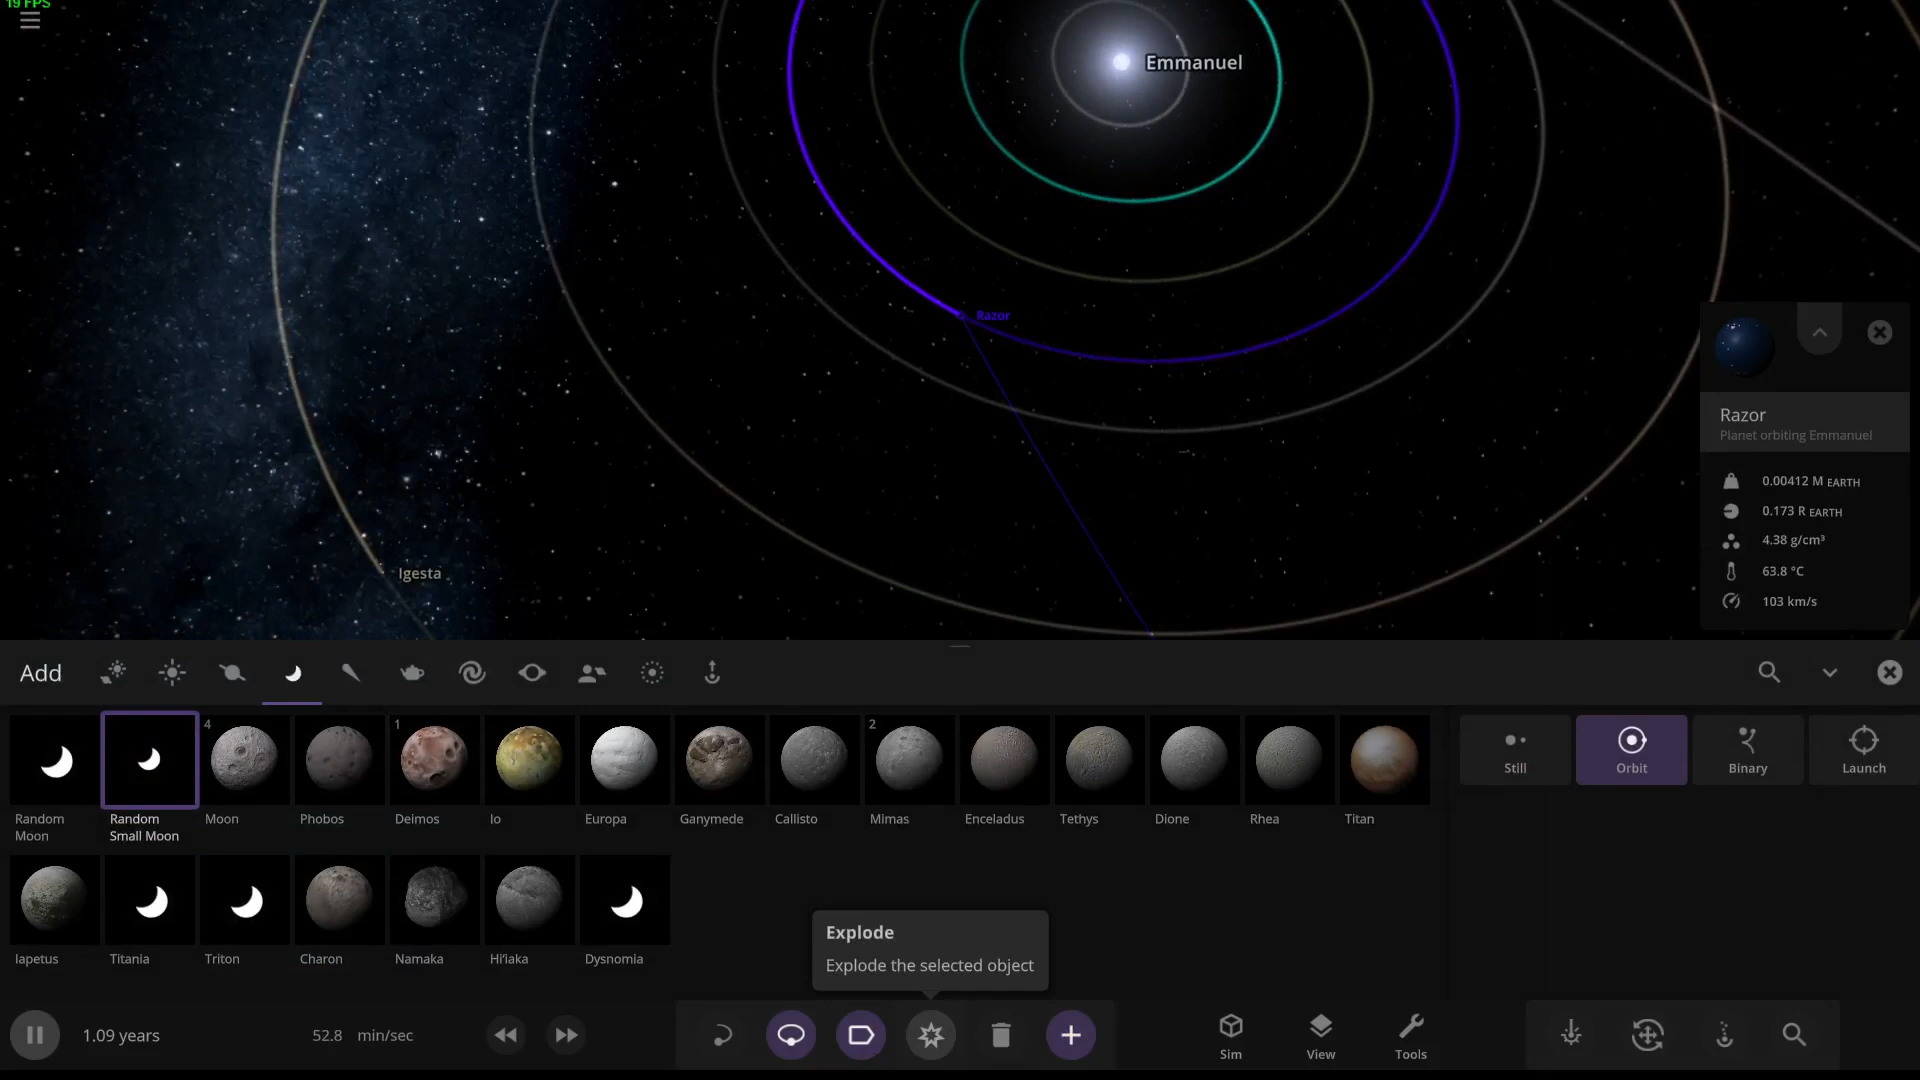 19 FPS
Emmanuel
Razor
Igesta
Razor
Planet orbiting Emmanuel
0.00412 M EARTH
0.173 R EARTH
4.38 g/cm³
63.8 °C
103 km/s
Add
4
1
2
Random Moon
Random Small Moon
Moon
Phobos
Deimos
Io
Europa
Ganymede
Callisto
Mimas
Enceladus
Tethys
Dione
Rhea
Titan
Still
Orbit
Binary
Launch
Iapetus
Titania
Triton
Charon
Namaka
Hi'iaka
Dysnomia
Explode
Explode the selected object
1.09 years
52.8 min/sec
Sim
View
Tools